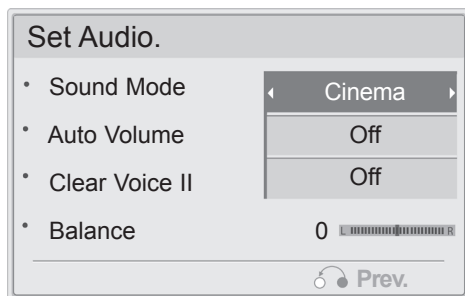 Set Audio.
• Sound Mode Cinema
• Auto Volume Off
• Clear Voice II Off
• Balance 0 L R
Prev.